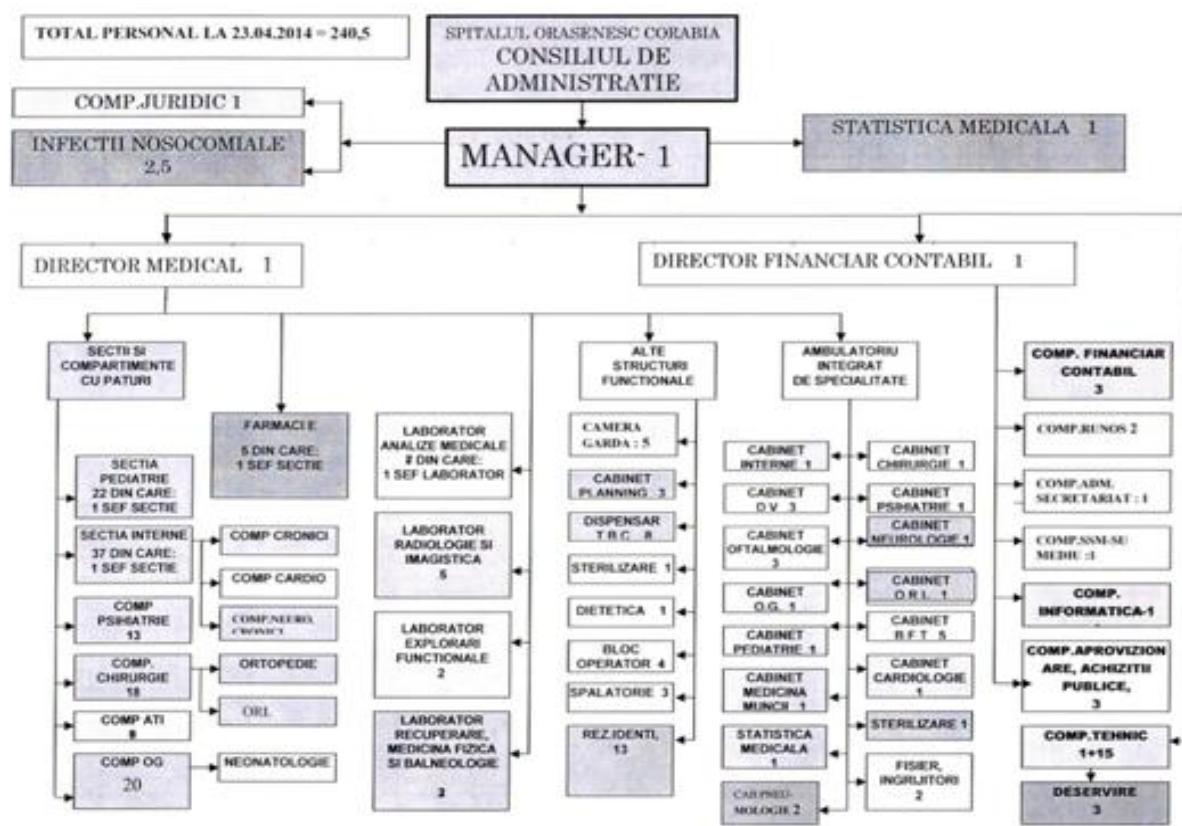 TOTAL PERSONAL LA 23.04.2014 = 240,5
SPITALUL ORASENESC CORABIA
CONSILIUL DE
ADMINISTRATIE
COMP.JURIDIC 1
INFECTII NOSOCOMIALE
2,5
MANAGER- 1
STATISTICA MEDICALA 1
DIRECTOR MEDICAL 1
DIRECTOR FINANCIAR CONTABIL 1
SECTII SI
COMPARTIMENTE
CU PATURI
FARMACIE
5 DIN CARE:
1 SEF SECTIE
SECTIA
PEDIATRIE
22 DIN CARE:
1 SEF SECTIE
SECTIA INTERNE
37 DIN CARE:
1 SEF SECTIE
COMP CRONICI
COMP CARDIO
COMP.NEURO,
CRONICI
COMP
PSIHIATRIE
13
COMP.
CHIRURGIE
18
ORTOPEDIE
ORL
COMP ATI
8
COMP OG
20
NEONATOLOGIE
LABORATOR
ANALIZE MEDICALE
DIN CARE:
1 SEF LABORATOR
LABORATOR
RADIOLOGIE SI
IMAGISTICA
5
LABORATOR
EXPLORARI
FUNCTIONALE
2
LABORATOR
RECUPERARE,
MEDICINA FIZICA
SI BALNEOLOGIE
ALTE
STRUCTURI
FUNCTIONALE
CAMERA
GARDA : 5
CABINET
PLANNING 3
DISPENSAR
T.B.C. 8
STERILIZARE 1
DIETETICA 1
BLOC
OPERATOR 4
SPALATORIE 3
REZIDENTI,
13
AMBULATORIU
INTEGRAT
DE SPECIALITATE
CABINET
INTERNE 1
CABINET
D.V. 3
CABINET
OFTALMOLOGIE
3
CABINET
O.G. 1
CABINET
PEDIATRIE 1
CABINET
MEDICINA
MUNCII 1
STATISTICA
MEDICALA
1
CAB.PNEU-
MOLOGIE 2
CABINET
CHIRURGIE 1
CABINET
PSIHIATRIE 1
CABINET
NEUROLOGIE 1
CABINET
O.R.L. 1
CABINET
B.F.T. 5
CABINET
CARDIOLOGIE
1
STERILIZARE 1
FISIER,
INGRIJITORI
2
COMP. FINANCIAR
CONTABIL
3
COMP.RUNOS 2
COMP.ADM.
SECRETARIAT : 1
COMP.SSM-SU
MEDIU :1
COMP.
INFORMATICA-1
COMP.APROVIZION
ARE, ACHIZITII
PUBLICE,
3
COMP.TEHNIC
1+15
DESERVIRE
3